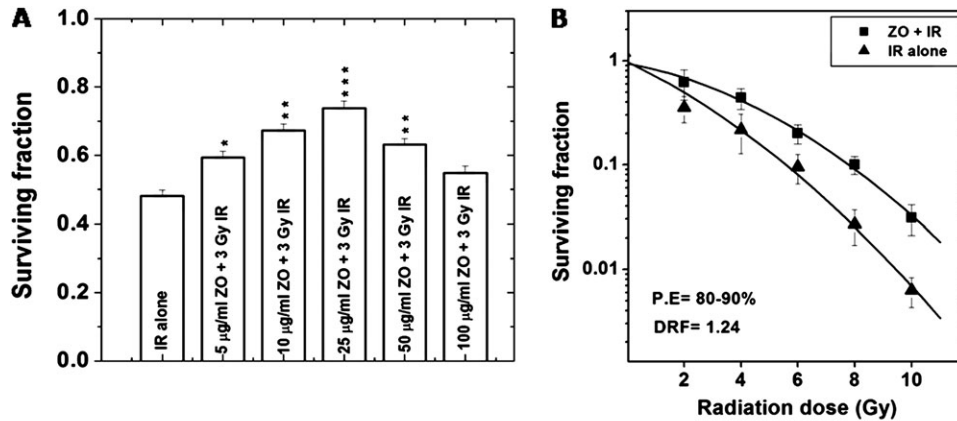 A
Surviving fraction
1.0
0.8
0.6
0.4
0.2
0.0
IR alone
5 μg/ml ZO + 3 Gy IR
*
10 μg/ml ZO + 3 Gy IR
**
25 μg/ml ZO + 3 Gy IR
***
50 μg/ml ZO + 3 Gy IR
**
100 μg/ml ZO + 3 Gy IR
B
ZO + IR
IR alone
Surviving fraction
1
0.1
0.01
P.E= 80-90%
DRF= 1.24
2 4 6 8 10
Radiation dose (Gy)